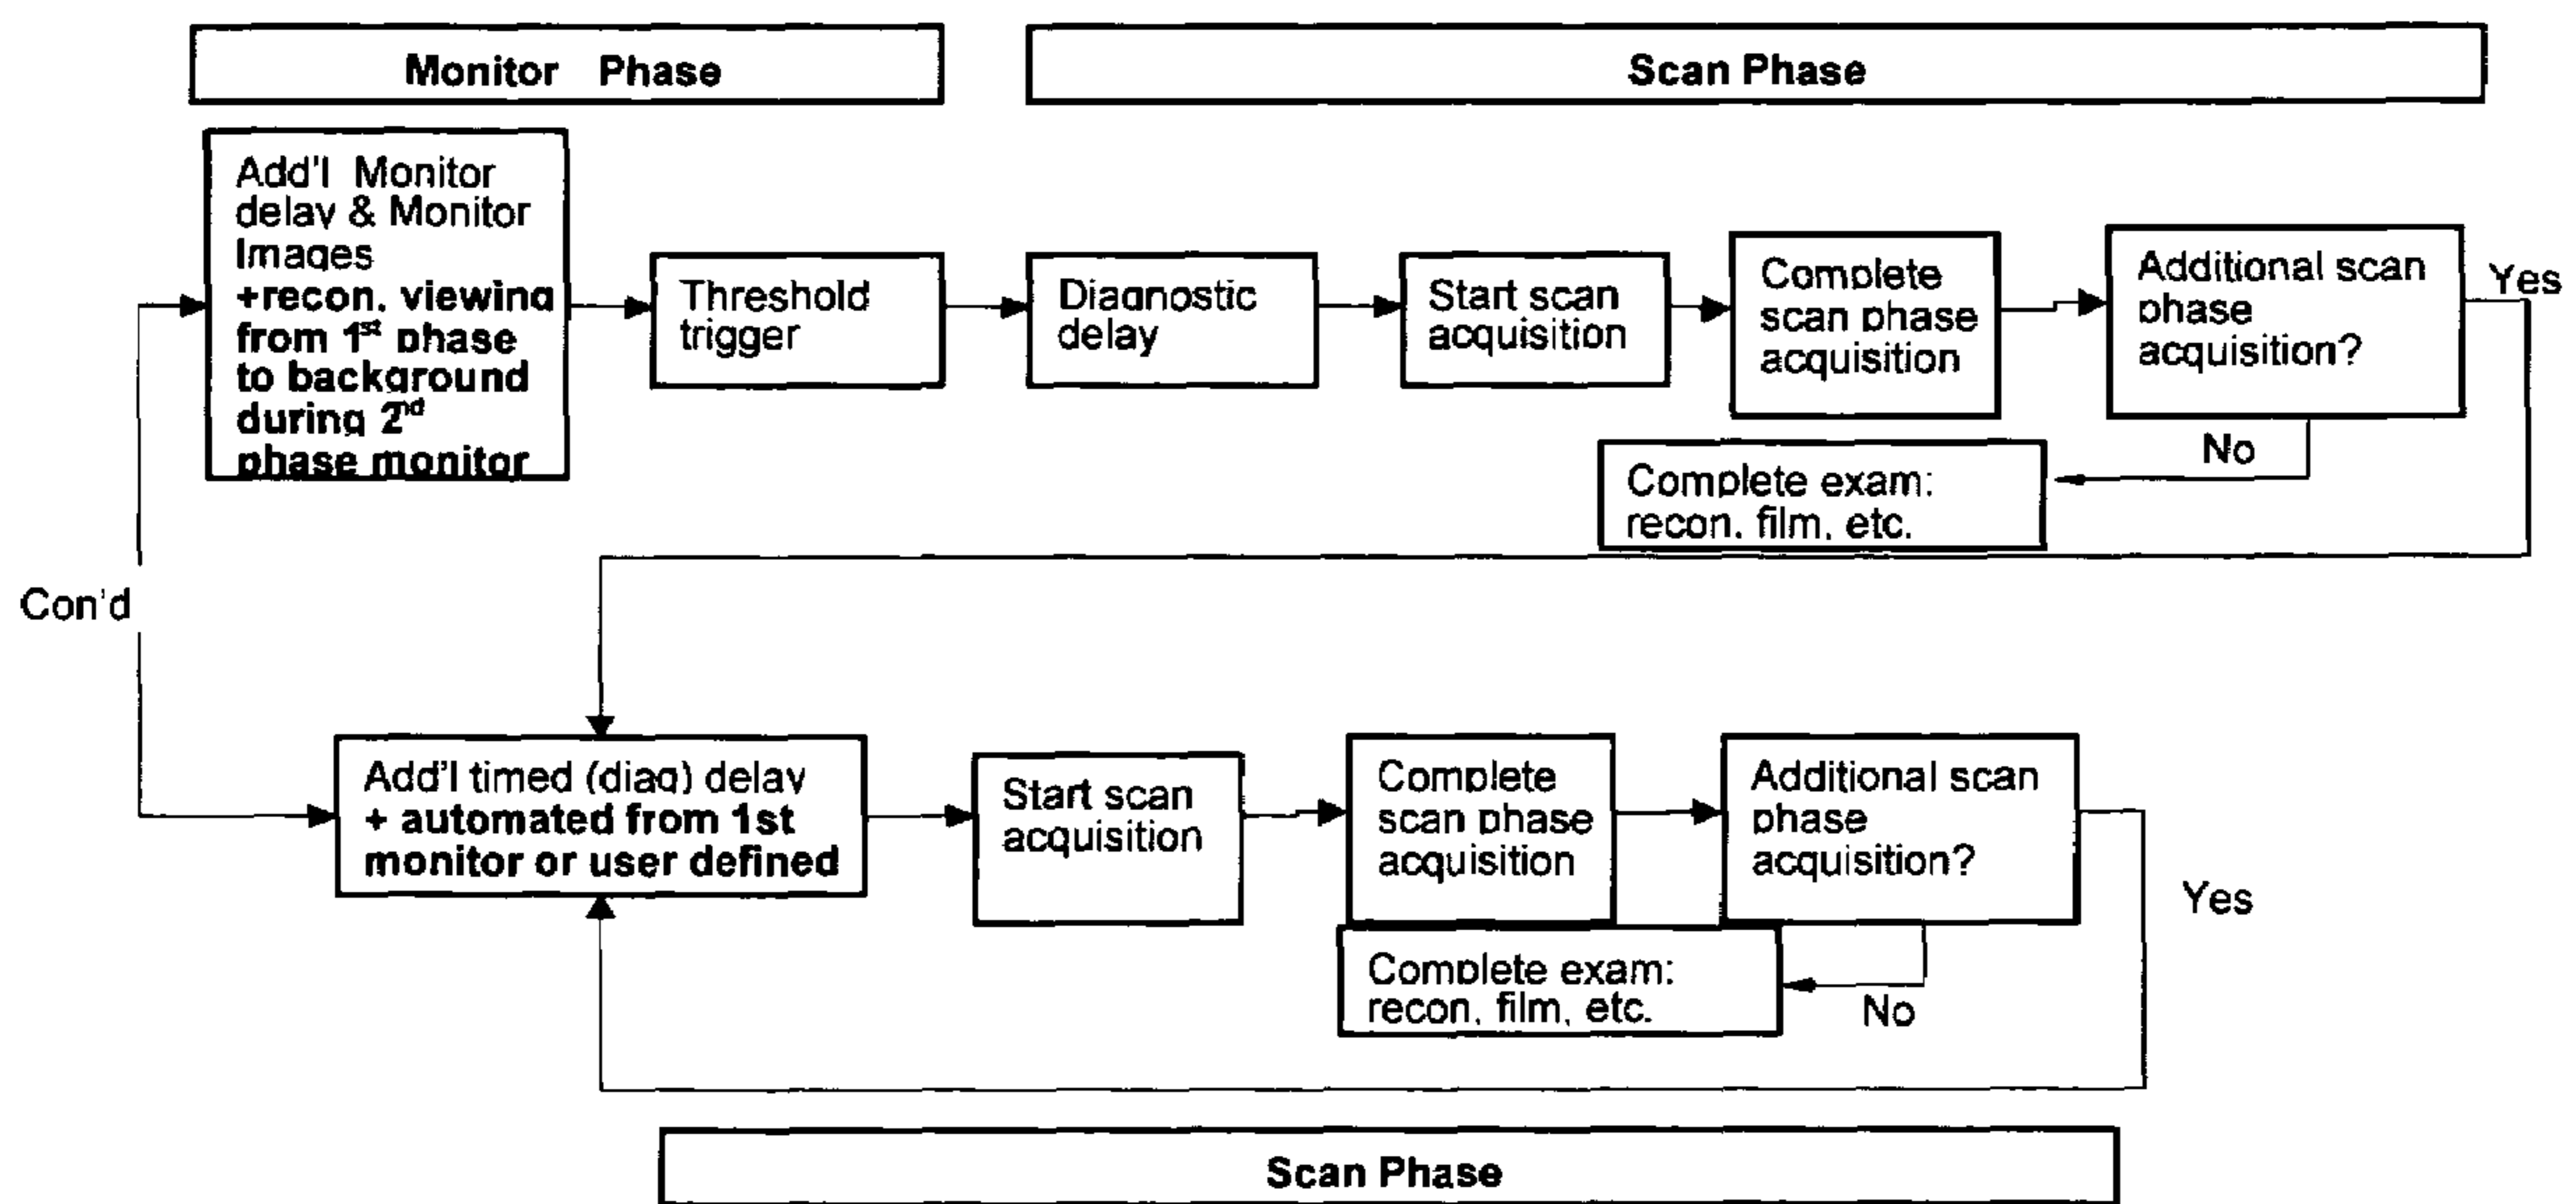 Monitor Phase
Scan Phase
Add'l Monitor
delay & Monitor
Images
+recon. viewing
from 1st phase
to background
during 2nd
phase monitor
Threshold
trigger
Diagnostic
delay
Start scan
acquisition
Complete
scan phase
acquisition
Additional scan
phase
acquisition?
Yes
No
Complete exam:
recon. film, etc.
Con'd
Add'l timed (diag) delay
+ automated from 1st
monitor or user defined
Start scan
acquisition
Complete
scan phase
acquisition
Additional scan
phase
acquisition?
Yes
Complete exam:
recon, film, etc.
No
Scan Phase